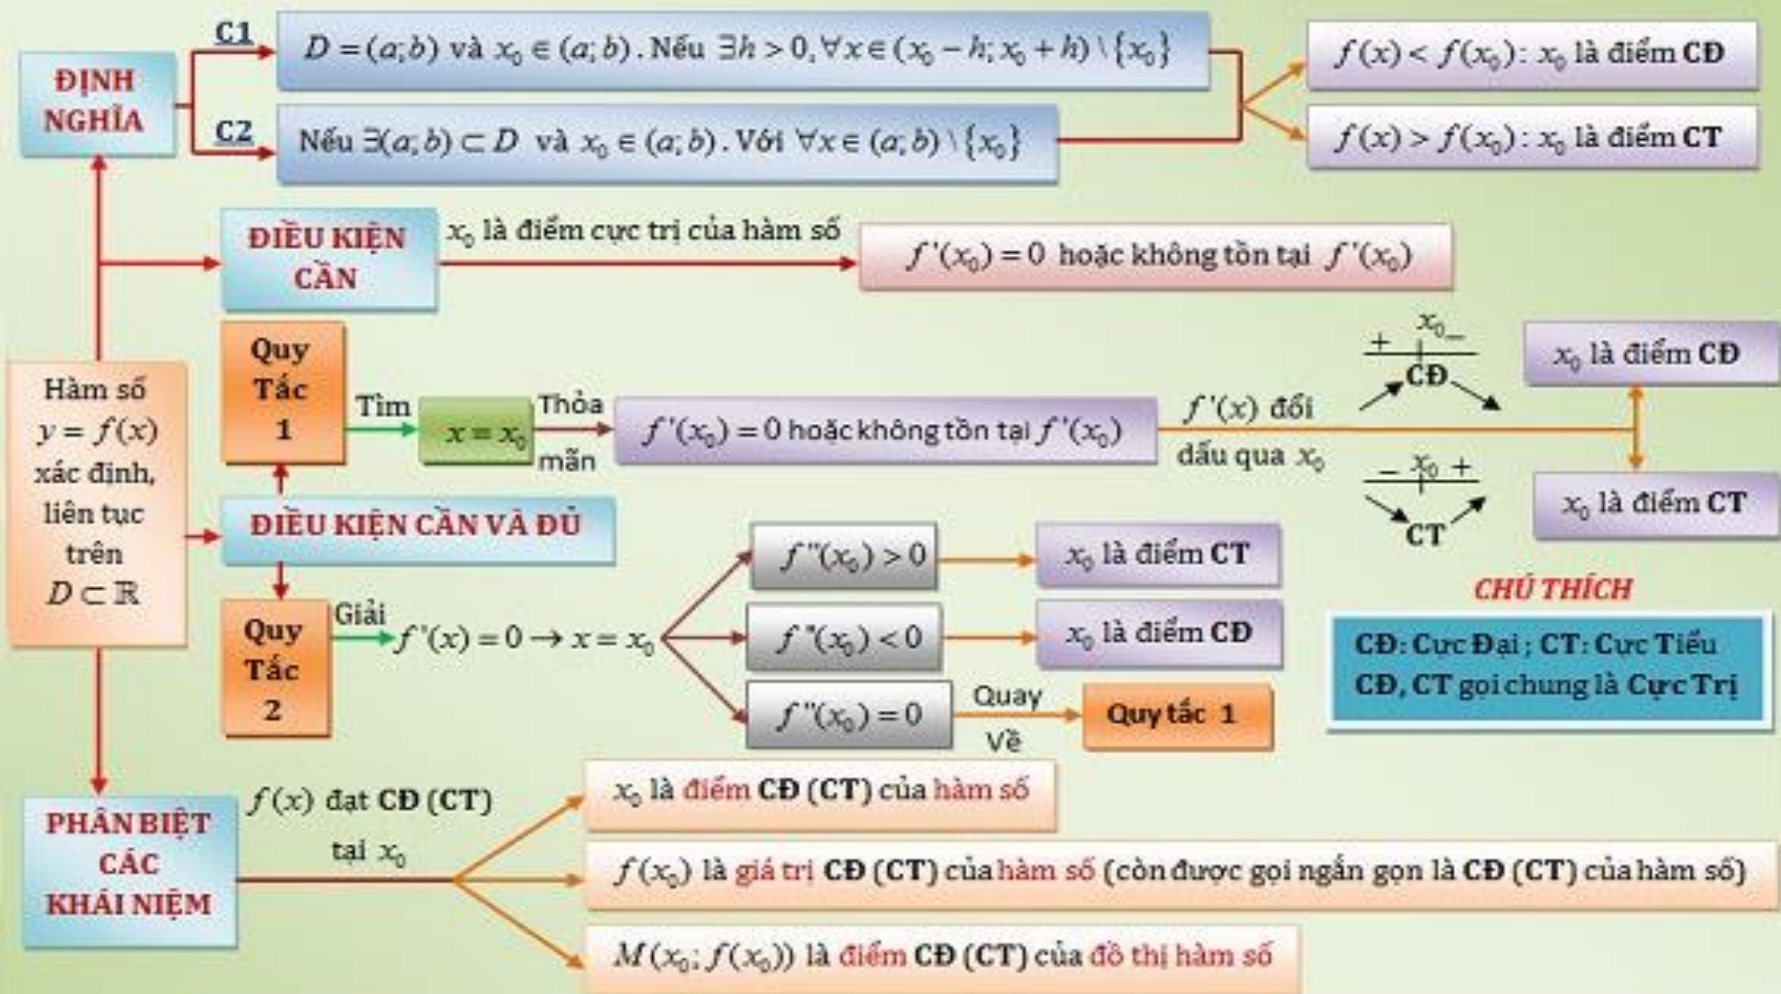 ĐỊNH
NGHĨA
C1
D = (a;b) và x₀ ∈ (a;b). Nếu ∃h > 0, ∀x ∈ (x₀ − h; x₀ + h) \ {x₀}
C2
Nếu ∃(a;b) ⊂ D và x₀ ∈ (a;b). Với ∀x ∈ (a;b) \ {x₀}
f(x) < f(x₀): x₀ là điểm CĐ
f(x) > f(x₀): x₀ là điểm CT
ĐIỀU KIỆN
CẦN
x₀ là điểm cực trị của hàm số
f'(x₀) = 0 hoặc không tồn tại f'(x₀)
Hàm số
y = f(x)
xác định,
liên tục
trên
D ⊂ ℝ
Quy
Tắc
1
Tìm
x = x₀
Thỏa
mãn
f'(x₀) = 0 hoặc không tồn tại f'(x₀)
f'(x) đổi
dấu qua x₀
+ x₀ −
CĐ
x₀ là điểm CĐ
− x₀ +
CT
x₀ là điểm CT
ĐIỀU KIỆN CẦN VÀ ĐỦ
Quy
Tắc
2
Giải
f'(x) = 0 → x = x₀
f''(x₀) > 0
x₀ là điểm CT
f''(x₀) < 0
x₀ là điểm CĐ
f''(x₀) = 0
Quay
Về
Quy tắc 1
CHÚ THÍCH
CĐ: Cực Đại ; CT: Cực Tiểu
CĐ, CT gọi chung là Cực Trị
PHÂN BIỆT
CÁC
KHÁI NIỆM
f(x) đạt CĐ (CT)
tại x₀
x₀ là điểm CĐ (CT) của hàm số
f(x₀) là giá trị CĐ (CT) của hàm số (còn được gọi ngắn gọn là CĐ (CT) của hàm số)
M(x₀; f(x₀)) là điểm CĐ (CT) của đồ thị hàm số